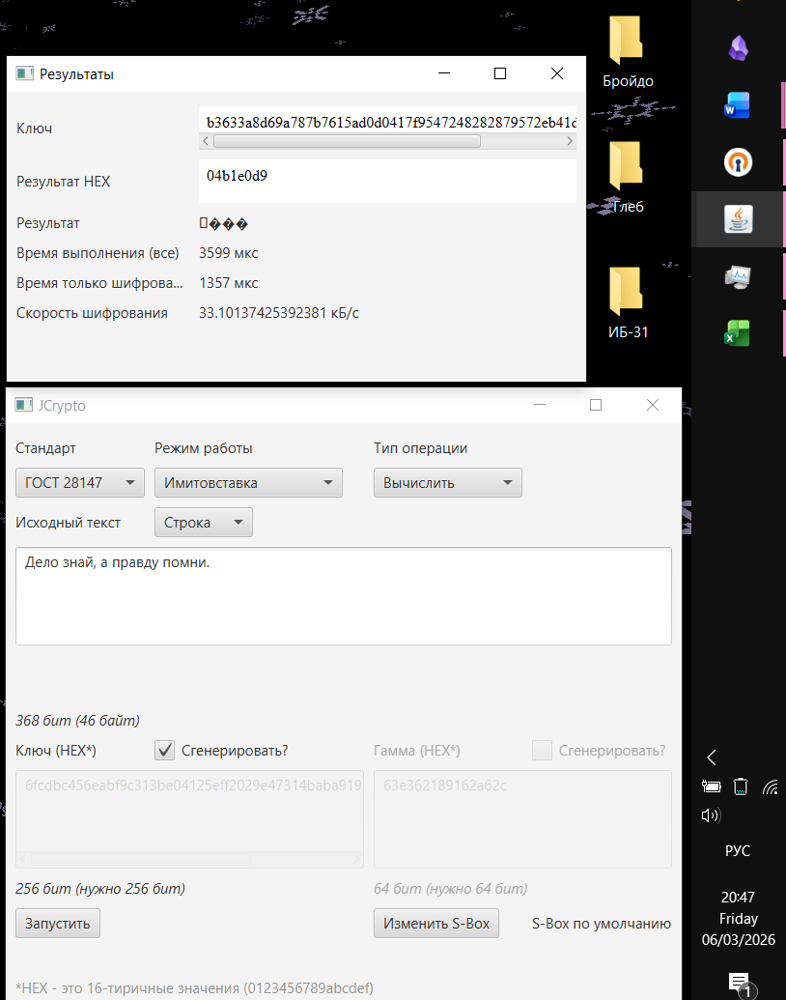 Результаты
Бройдо
Ключ
b3633a8d69a787b7615ad0d0417f9547248282879572eb41d
Результат HEX
04b1e0d9
Глеб
Результат
Время выполнения (все) 3599 мкс
Время только шифрова... 1357 мкс
Скорость шифрования 33.10137425392381 кБ/с
ИБ-31
JCrypto
Стандарт Режим работы Тип операции
ГОСТ 28147 Имитовставка Вычислить
Исходный текст Строка
Дело знай, а правду помни.
368 бит (46 байт)
Ключ (HEX*) Сгенерировать? Гамма (HEX*) Сгенерировать?
6fcdbc456eabf9c313be04125eff2029e47314baba919 63e362189162a62c
256 бит (нужно 256 бит) 64 бит (нужно 64 бит)
Запустить Изменить S-Box S-Box по умолчанию
*HEX - это 16-тиричные значения (0123456789abcdef)
РУС
20:47
Friday
06/03/2026
1